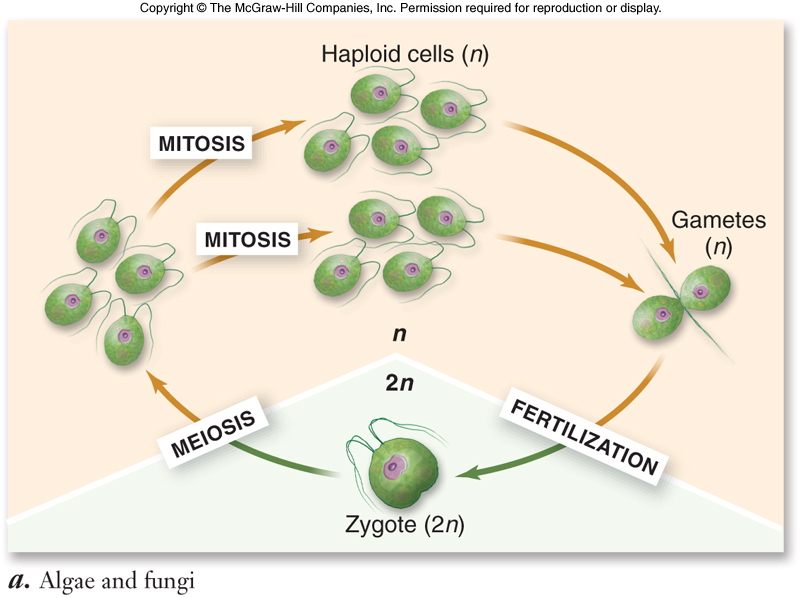 Copyright © The McGraw-Hill Companies, Inc. Permission required for reproduction or display.
Haploid cells (n)
MITOSIS
MITOSIS
Gametes
(n)
n
2n
MEIOSIS
FERTILIZATION
Zygote (2n)
a. Algae and fungi